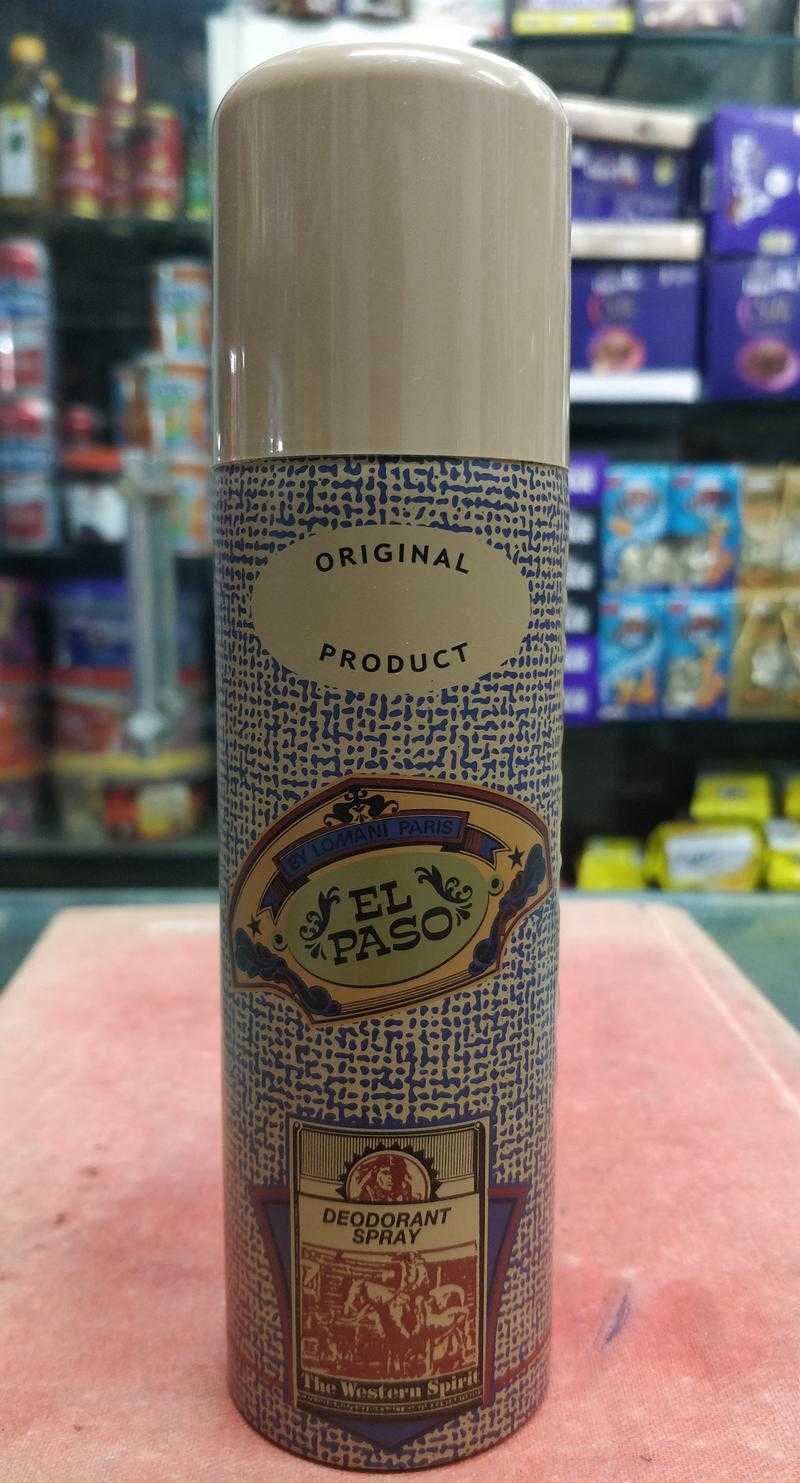 ORIGINAL
PRODUCT
BY LOMANI PARIS
EL
PASO
DEODORANT
SPRAY
The Western Spirit